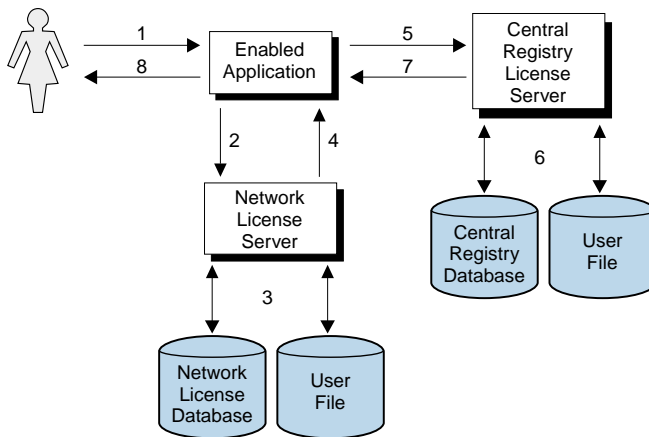 1
8
Enabled
Application
5
7
Central
Registry
License
Server
2
4
6
Network
License
Server
Central
Registry
Database
User
File
3
Network
License
Database
User
File